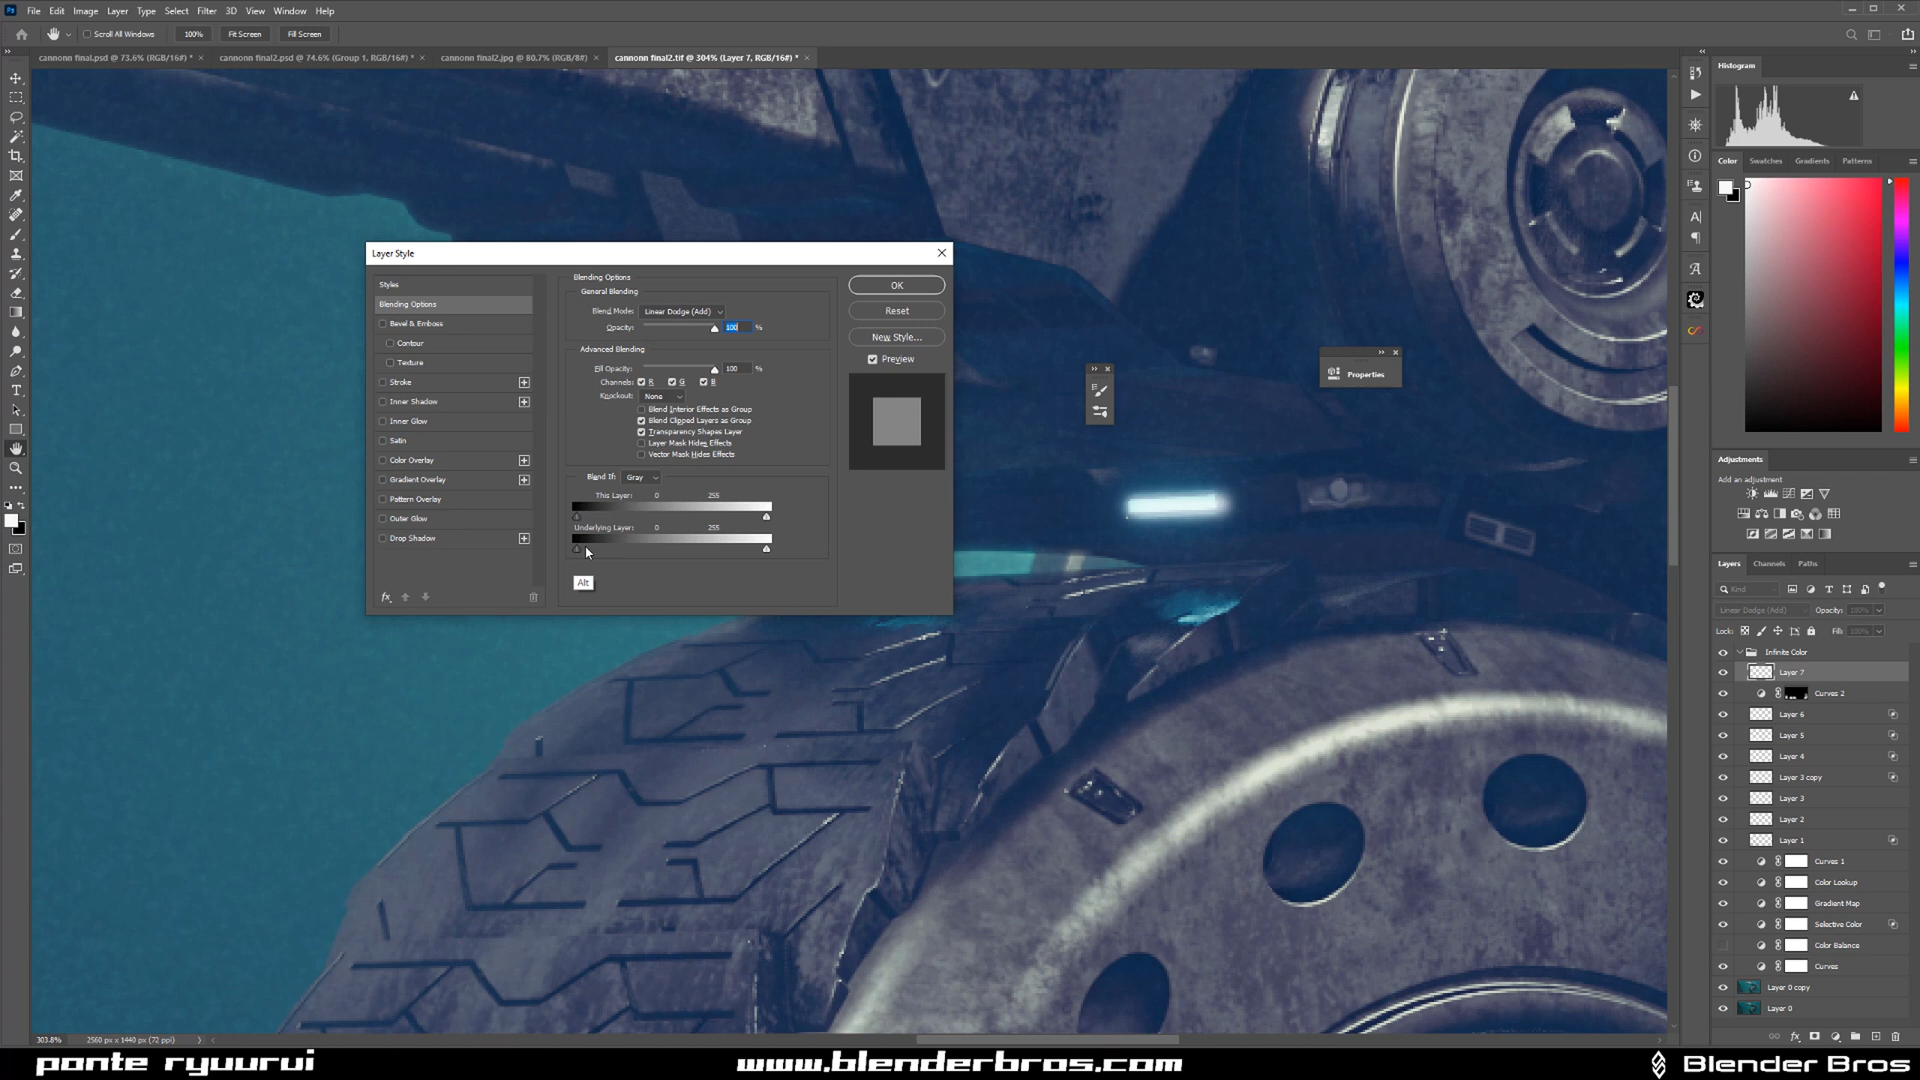 File Edit Image Layer Type Select Filter 3D View Window Help
Scroll All Windows 100% Fit Screen Fill Screen
cannonn final.psd @ 73.6% (RGB/16#) * × cannonn final2.psd @ 74.6% (Group 1, RGB/16#) * × cannonn final2.jpg @ 80.7% (RGB/8#) × cannonn final2.tif @ 304% (Layer 7, RGB/16#) * ×
Histogram
Color Swatches Gradients Patterns
Layer Style
Styles
Blending Options
Bevel & Emboss
Contour
Texture
Stroke
Inner Shadow
Inner Glow
Satin
Color Overlay
Gradient Overlay
Pattern Overlay
Outer Glow
Drop Shadow
fx
Blending Options
General Blending
Blend Mode: Linear Dodge (Add)
Opacity: 100 %
Advanced Blending
Fill Opacity: 100 %
Channels: R G B
Knockout: None
Blend Interior Effects as Group
Blend Clipped Layers as Group
Transparency Shapes Layer
Layer Mask Hides Effects
Vector Mask Hides Effects
Blend If: Gray
This Layer: 0 255
Underlying Layer: 0 255
Alt
OK
Reset
New Style...
Preview
Properties
Adjustments
Add an adjustment
Layers Channels Paths
Kind
Linear Dodge (Add) Opacity: 100%
Lock: Fill: 100%
Infinite Color
Layer 7
Curves 2
Layer 6
Layer 5
Layer 4
Layer 3 copy
Layer 3
Layer 2
Layer 1
Curves 1
Color Lookup
Gradient Map
Selective Color
Color Balance
Curves
Layer 0 copy
Layer 0
303.8% 2560 px x 1440 px (72 ppi)
ponte ryuurui www.blenderbros.com Blender Bros